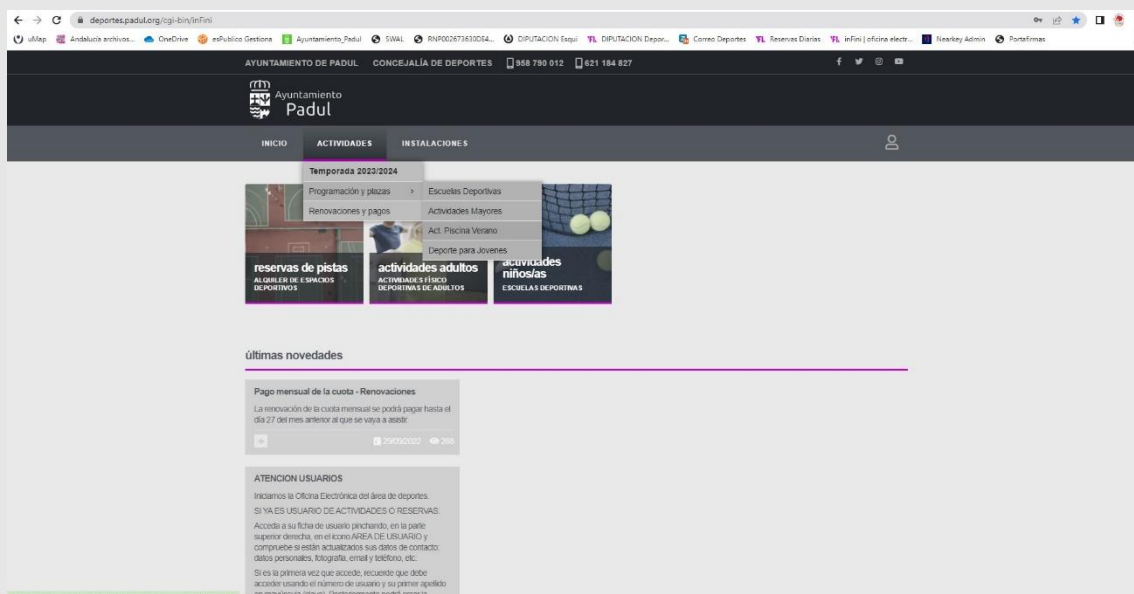 deportes.padul.org/cgi-bin/inFini
uMap Andalucía archivos... OneDrive esPublico Gestiona Ayuntamiento_Padul SWAL RNP002673630DE4... DIPUTACION Esqui DIPUTACION Depor... Correo Deportes Reservas Diarias inFini | oficina electr... Nearkey Admin Portafirmas
AYUNTAMIENTO DE PADUL CONCEJALÍA DE DEPORTES 958 790 012 621 184 827
Ayuntamiento
Padul
INICIO ACTIVIDADES INSTALACIONES
Temporada 2023/2024
Programación y plazas › Escuelas Deportivas
Renovaciones y pagos Actividades Mayores
Act. Piscina Verano
Deporte para Jovenes
reservas de pistas
ALQUILER DE ESPACIOS
DEPORTIVOS
actividades adultos
ACTIVIDADES FÍSICO
DEPORTIVAS DE ADULTOS
actividades
niños/as
ESCUELAS DEPORTIVAS
últimas novedades
Pago mensual de la cuota - Renovaciones
La renovación de la cuota mensual se podrá pagar hasta el
día 27 del mes anterior al que se vaya a asistir.
29/09/2022 288
ATENCION USUARIOS
Iniciamos la Oficina Electrónica del área de deportes.
SI YA ES USUARIO DE ACTIVIDADES O RESERVAS.
Acceda a su ficha de usuario pinchando, en la parte
superior derecha, en el icono AREA DE USUARIO y
compruebe si están actualizados sus datos de contacto:
datos personales, fotografía, email y teléfono, etc.
Si es la primera vez que accede, recuerde que debe
acceder usando el número de usuario y su primer apellido